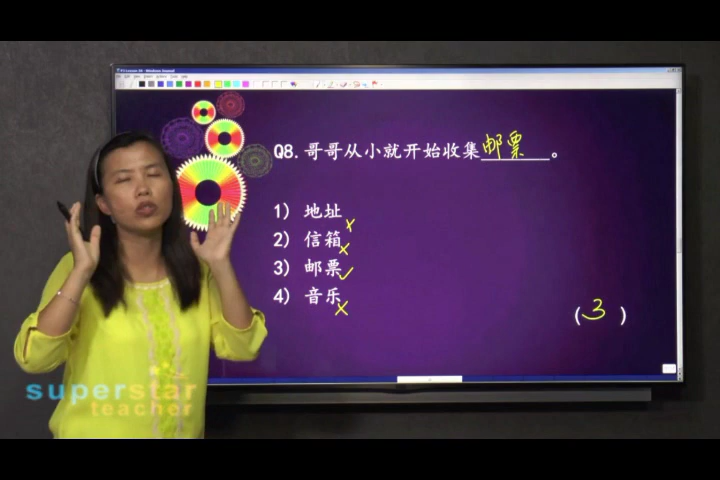 Q8.哥哥从小就开始收集邮票。
1) 地址
2) 信箱
3) 邮票
4) 音乐
(3)
superstar
teacher